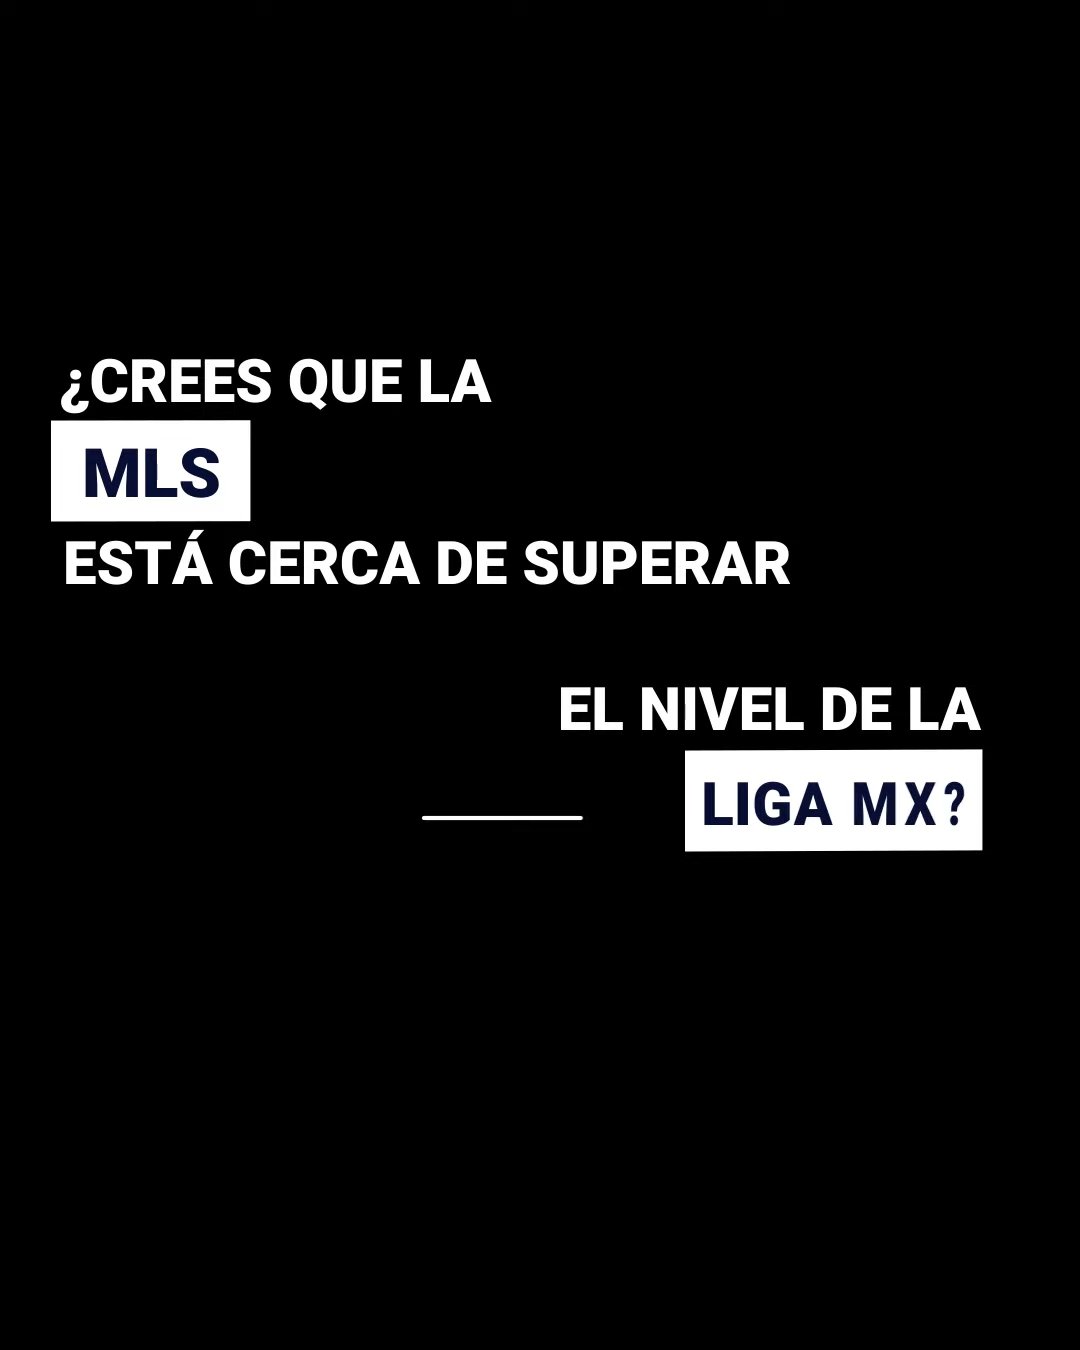 ¿CREES QUE LA
MLS
ESTÁ CERCA DE SUPERAR
EL NIVEL DE LA
LIGA MX?